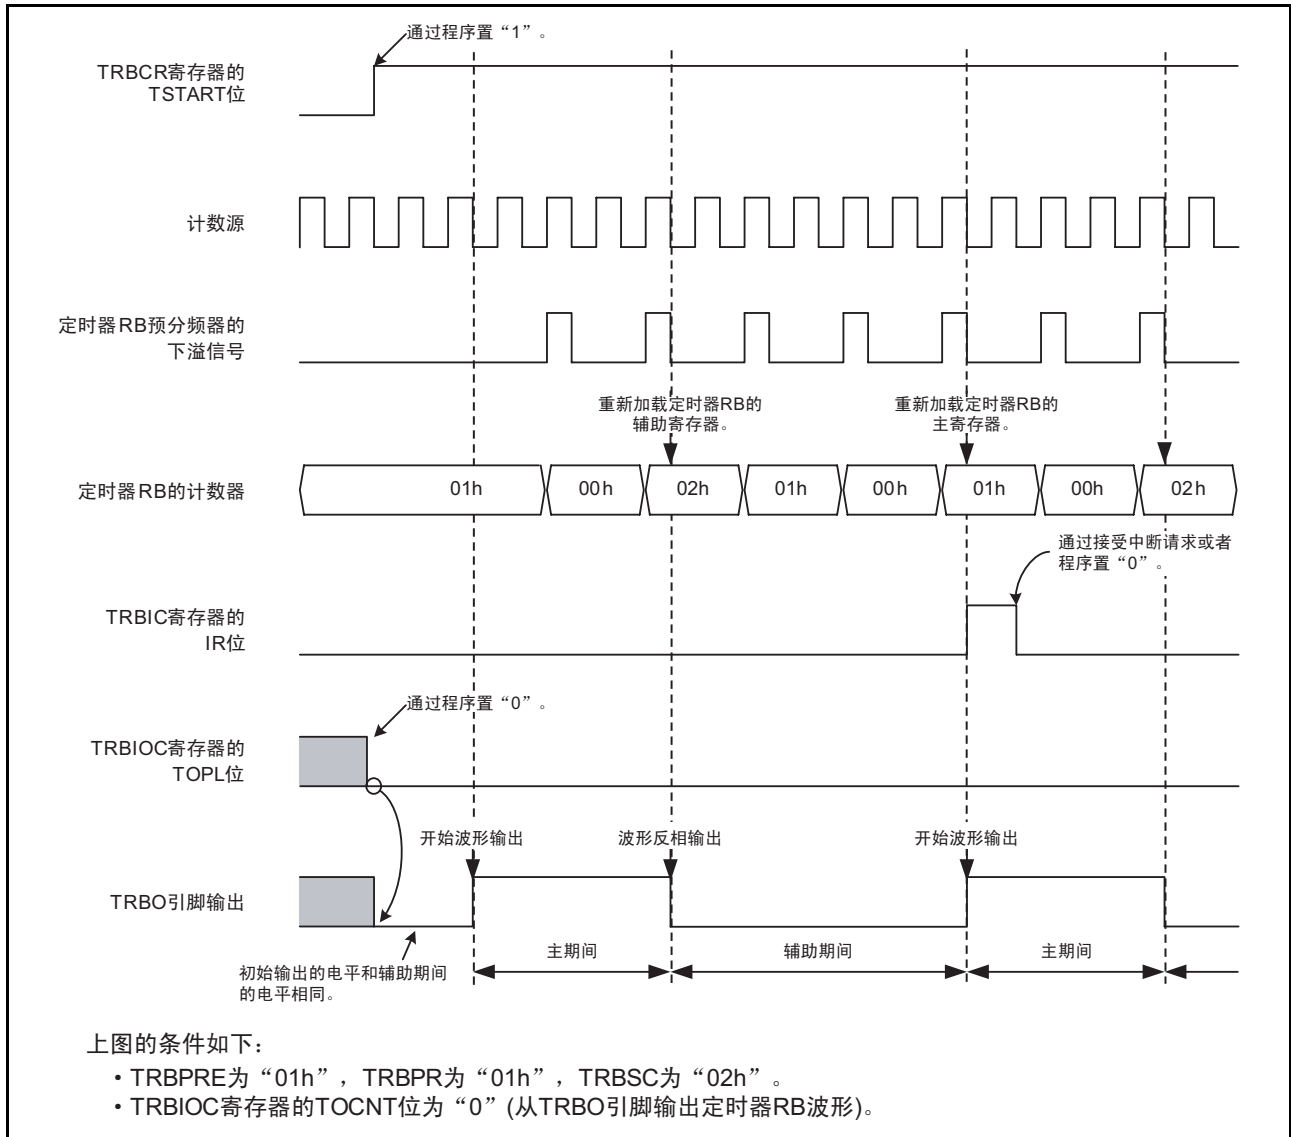 通过程序置“1”。
TRBCR寄存器的
TSTART位
计数源
定时器RB预分频器的
下溢信号
重新加载定时器RB的
辅助寄存器。
重新加载定时器RB的
主寄存器。
定时器RB的计数器
01h
00h
02h
01h
00h
01h
00h
02h
通过接受中断请求或者
程序置“0”。
TRBIC寄存器的
IR位
通过程序置“0”。
TRBIOC寄存器的
TOPL位
开始波形输出
波形反相输出
开始波形输出
TRBO引脚输出
主期间
辅助期间
主期间
初始输出的电平和辅助期间
的电平相同。
上图的条件如下：
・TRBPRE为“01h”，TRBPR为“01h”，TRBSC为“02h”。
・TRBIOC寄存器的TOCNT位为“0”(从TRBO引脚输出定时器RB波形)。